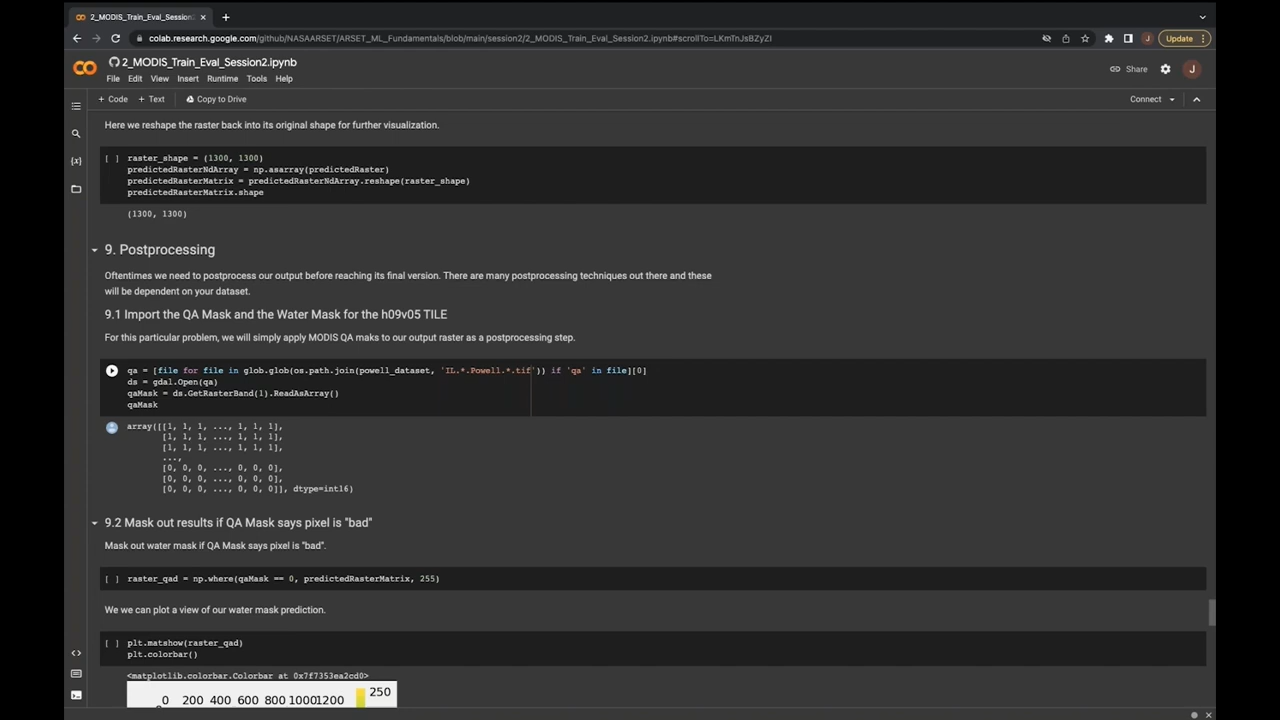 2_MODIS_Train_Eval_Session2
colab.research.google.com/github/NASAARSET/ARSET_ML_Fundamentals/blob/main/session2/2_MODIS_Train_Eval_Session2.ipynb#scrollTo=LKmTnJsBZyZI
J
Update
2_MODIS_Train_Eval_Session2.ipynb
File Edit View Insert Runtime Tools Help
Share
J
+ Code + Text Copy to Drive
Connect
Here we reshape the raster back into its original shape for further visualization.
[ ] raster_shape = (1300, 1300)
predictedRasterNdArray = np.asarray(predictedRaster)
predictedRasterMatrix = predictedRasterNdArray.reshape(raster_shape)
predictedRasterMatrix.shape
(1300, 1300)
9. Postprocessing
Oftentimes we need to postprocess our output before reaching its final version. There are many postprocessing techniques out there and these
will be dependent on your dataset.
9.1 Import the QA Mask and the Water Mask for the h09v05 TILE
For this particular problem, we will simply apply MODIS QA maks to our output raster as a postprocessing step.
qa = [file for file in glob.glob(os.path.join(powell_dataset, 'IL.*.Powell.*.tif')) if 'qa' in file][0]
ds = gdal.Open(qa)
qaMask = ds.GetRasterBand(1).ReadAsArray()
qaMask
array([[1, 1, 1, ..., 1, 1, 1],
[1, 1, 1, ..., 1, 1, 1],
[1, 1, 1, ..., 1, 1, 1],
...,
[0, 0, 0, ..., 0, 0, 0],
[0, 0, 0, ..., 0, 0, 0],
[0, 0, 0, ..., 0, 0, 0]], dtype=int16)
9.2 Mask out results if QA Mask says pixel is "bad"
Mask out water mask if QA Mask says pixel is "bad".
[ ] raster_qad = np.where(qaMask == 0, predictedRasterMatrix, 255)
We we can plot a view of our water mask prediction.
[ ] plt.matshow(raster_qad)
plt.colorbar()
<matplotlib.colorbar.Colorbar at 0x7f7353ea2cd0>
0 200 400 600 800 10001200 250